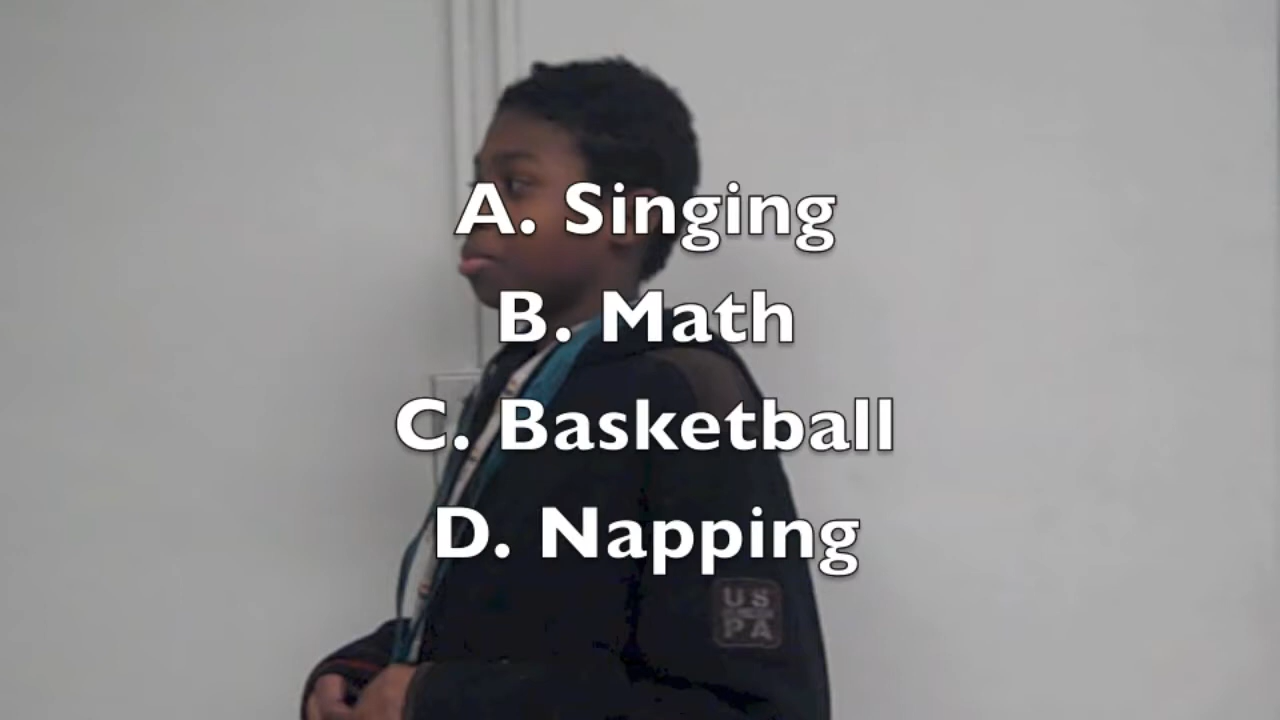 A. Singing
B. Math
C. Basketball
D. Napping
US
PA